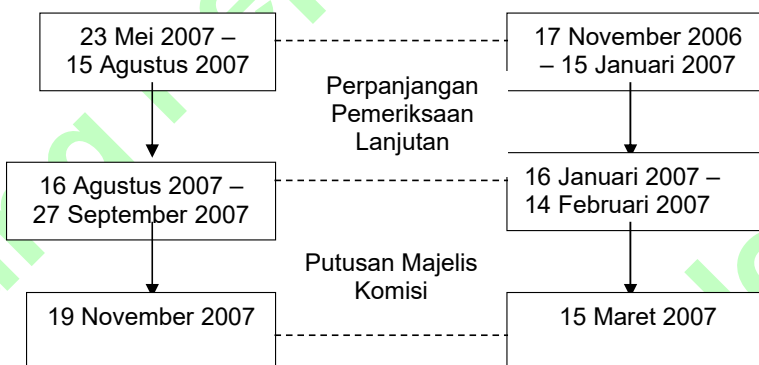 23 Mei 2007 –
15 Agustus 2007
17 November 2006
– 15 Januari 2007
Perpanjangan
Pemeriksaan
Lanjutan
16 Agustus 2007 –
27 September 2007
16 Januari 2007 –
14 Februari 2007
Putusan Majelis
Komisi
19 November 2007
15 Maret 2007